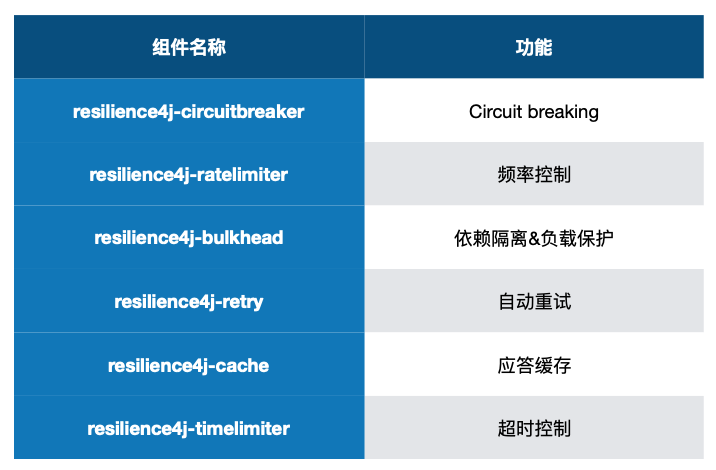 组件名称 功能
resilience4j-circuitbreaker Circuit breaking
resilience4j-ratelimiter 频率控制
resilience4j-bulkhead 依赖隔离&负载保护
resilience4j-retry 自动重试
resilience4j-cache 应答缓存
resilience4j-timelimiter 超时控制